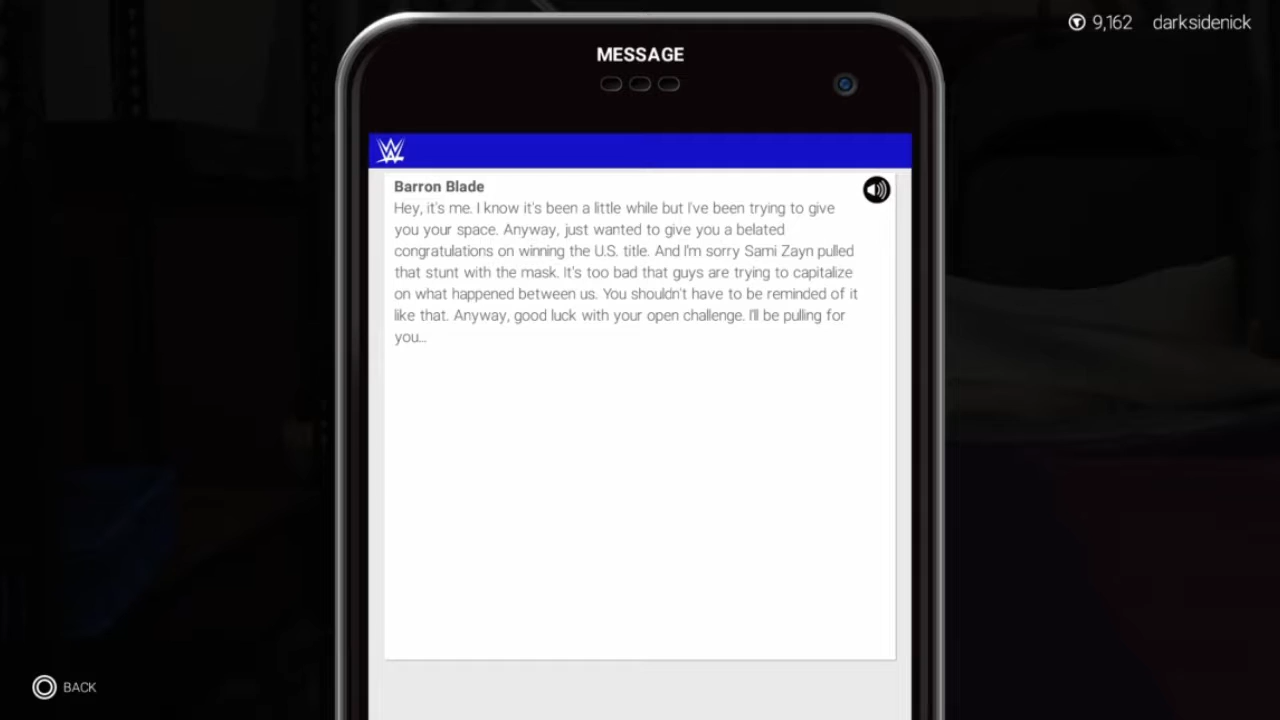 9,162 darksidenick
MESSAGE
Barron Blade
Hey, it's me. I know it's been a little while but I've been trying to give
you your space. Anyway, just wanted to give you a belated
congratulations on winning the U.S. title. And I'm sorry Sami Zayn pulled
that stunt with the mask. It's too bad that guys are trying to capitalize
on what happened between us. You shouldn't have to be reminded of it
like that. Anyway, good luck with your open challenge. I'll be pulling for
you...
BACK